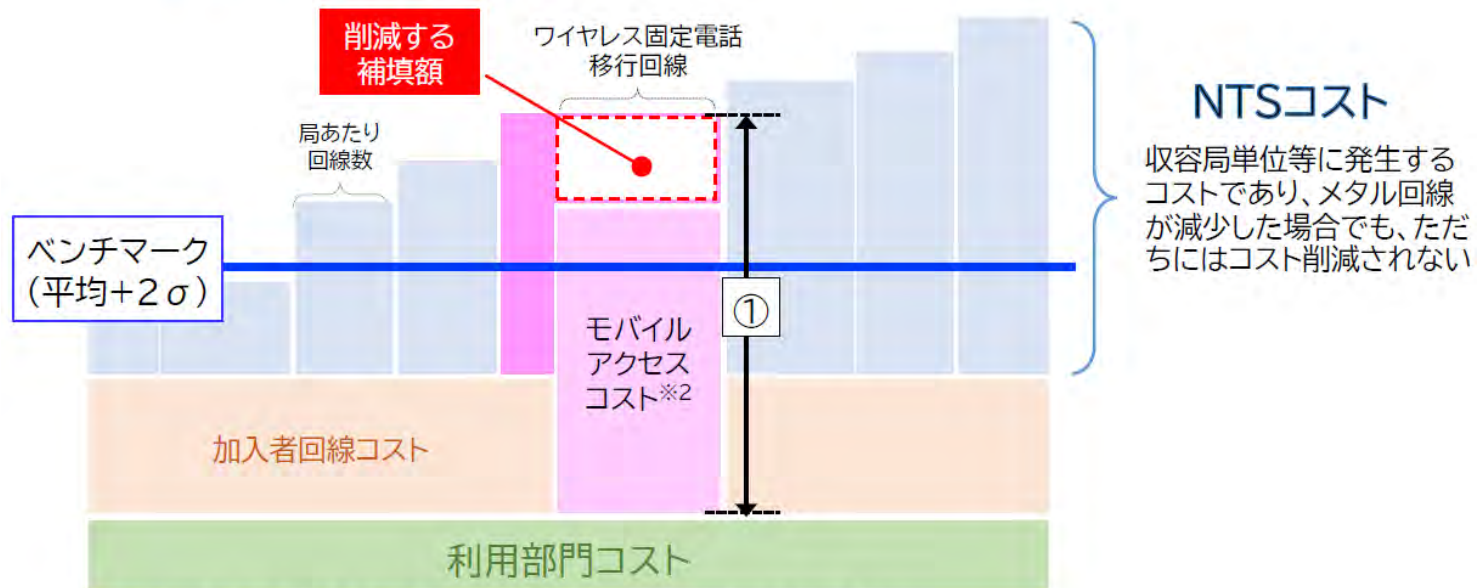 削減する
補填額
ワイヤレス固定電話
移行回線
局あたり
回線数
NTSコスト
収容局単位等に発生する
コストであり、メタル回線
が減少した場合でも、ただ
ちにはコスト削減されない
ベンチマーク
(平均+2σ)
①
モバイル
アクセス
コスト※2
加入者回線コスト
利用部門コスト